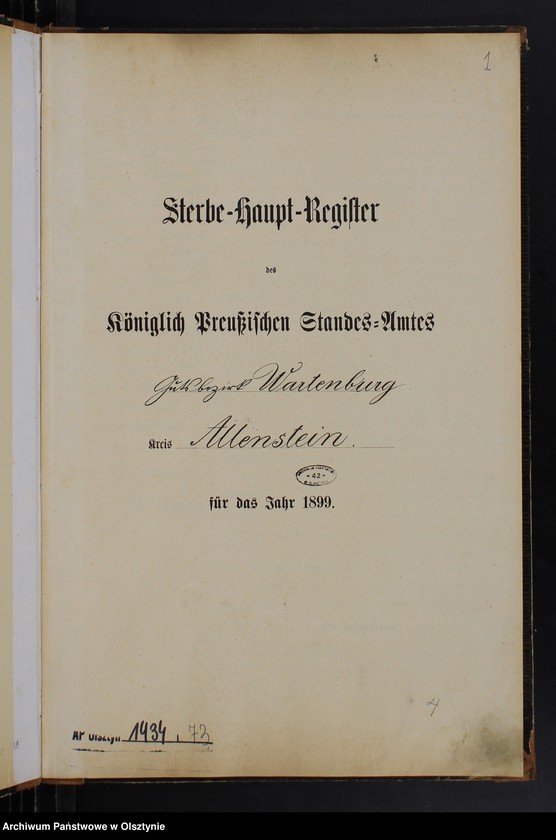 1
Sterbe-Haupt-Register
des
Königlich Preußischen Standes-Amtes
Gutsbezirk Wartenburg
Kreis Allenstein.
42
für das Jahr 1899.
4
AP Olsztyn 1434, 73
Archiwum Państwowe w Olsztynie